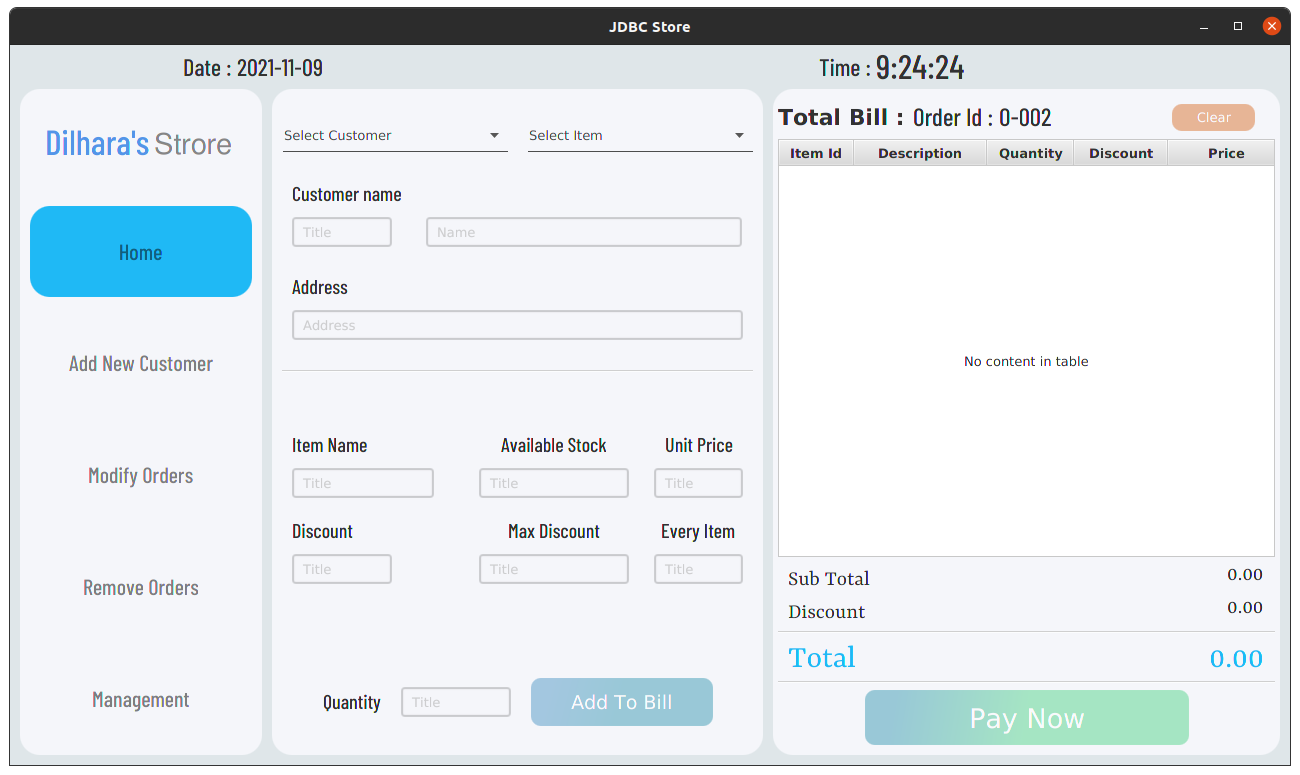 JDBC Store
Date : 2021-11-09
Time : 9:24:24
Dilhara's Strore
Home
Add New Customer
Modify Orders
Remove Orders
Management
Select Customer
Select Item
Customer name
Title
Name
Address
Address
Item Name
Available Stock
Unit Price
Title
Title
Title
Discount
Max Discount
Every Item
Title
Title
Title
Quantity
Title
Add To Bill
Total Bill : Order Id : 0-002
Clear
Item Id
Description
Quantity
Discount
Price
No content in table
Sub Total
0.00
Discount
0.00
Total
0.00
Pay Now